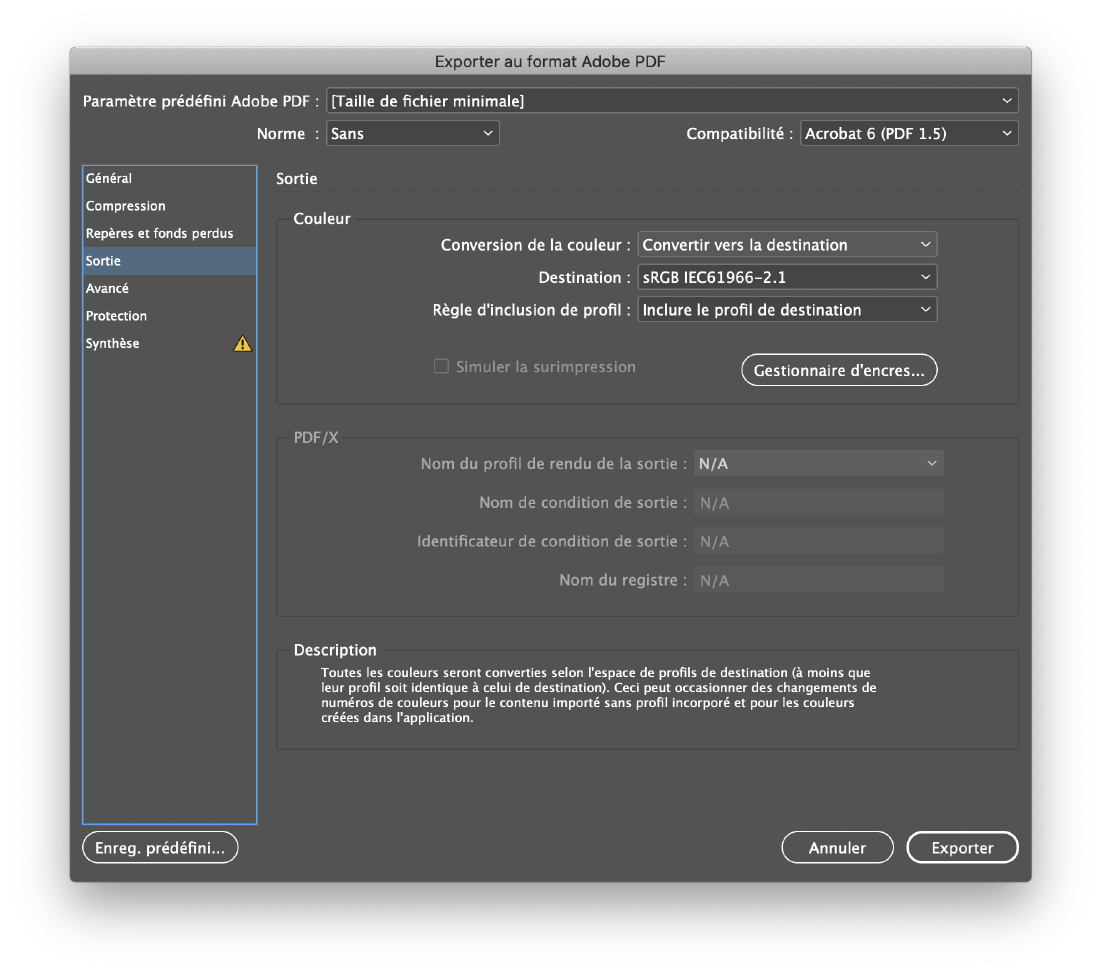 Exporter au format Adobe PDF
Paramètre prédéfini Adobe PDF : [Taille de fichier minimale]
Norme : Sans Compatibilité : Acrobat 6 (PDF 1.5)
Général
Compression
Repères et fonds perdus
Sortie
Avancé
Protection
Synthèse
Sortie
Couleur
Conversion de la couleur : Convertir vers la destination
Destination : sRGB IEC61966-2.1
Règle d'inclusion de profil : Inclure le profil de destination
Simuler la surimpression Gestionnaire d'encres...
PDF/X
Nom du profil de rendu de la sortie : N/A
Nom de condition de sortie : N/A
Identificateur de condition de sortie : N/A
Nom du registre : N/A
Description
Toutes les couleurs seront converties selon l'espace de profils de destination (à moins que
leur profil soit identique à celui de destination). Ceci peut occasionner des changements de
numéros de couleurs pour le contenu importé sans profil incorporé et pour les couleurs
créées dans l'application.
Enreg. prédéfini... Annuler Exporter